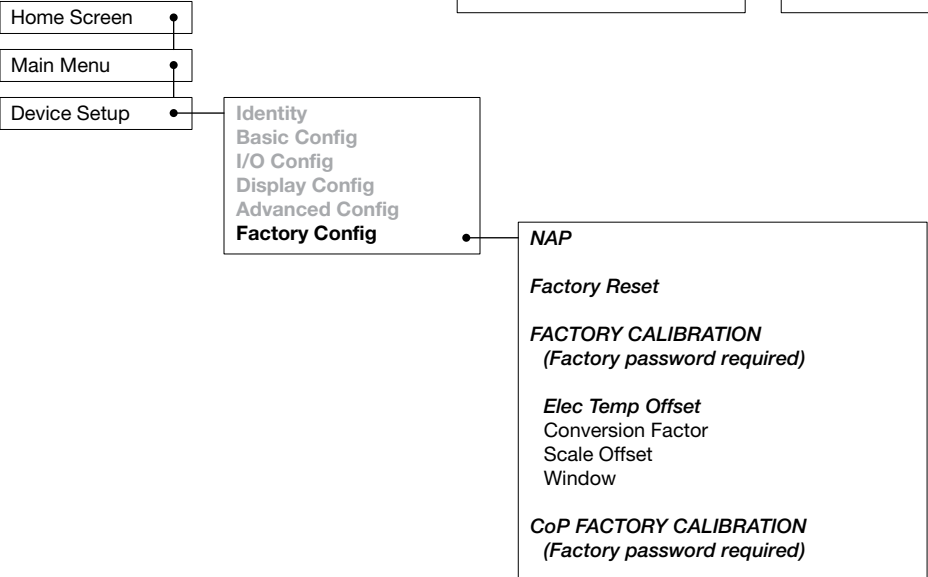 Home Screen
Main Menu
Device Setup
Identity
Basic Config
I/O Config
Display Config
Advanced Config
Factory Config
NAP
Factory Reset
FACTORY CALIBRATION
(Factory password required)
Elec Temp Offset
Conversion Factor
Scale Offset
Window
CoP FACTORY CALIBRATION
(Factory password required)